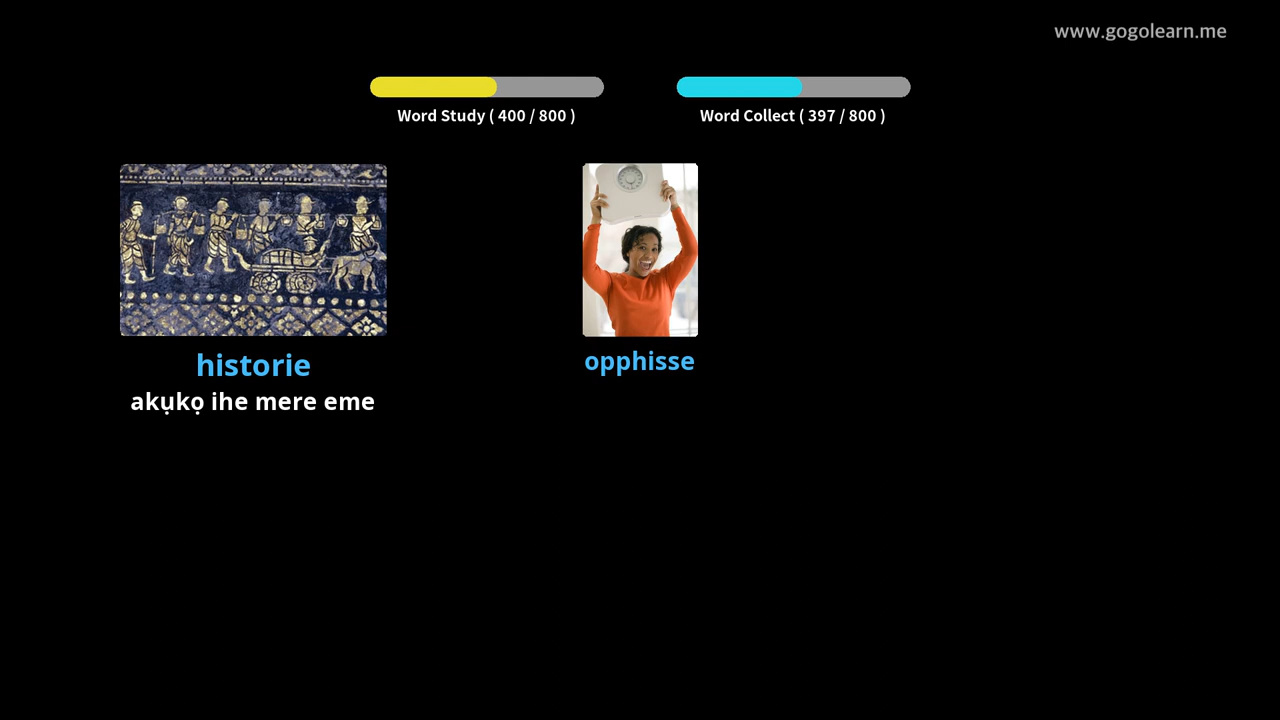 www.gogolearn.me
Word Study ( 400 / 800 )
Word Collect ( 397 / 800 )
historie
akụkọ ihe mere eme
opphisse